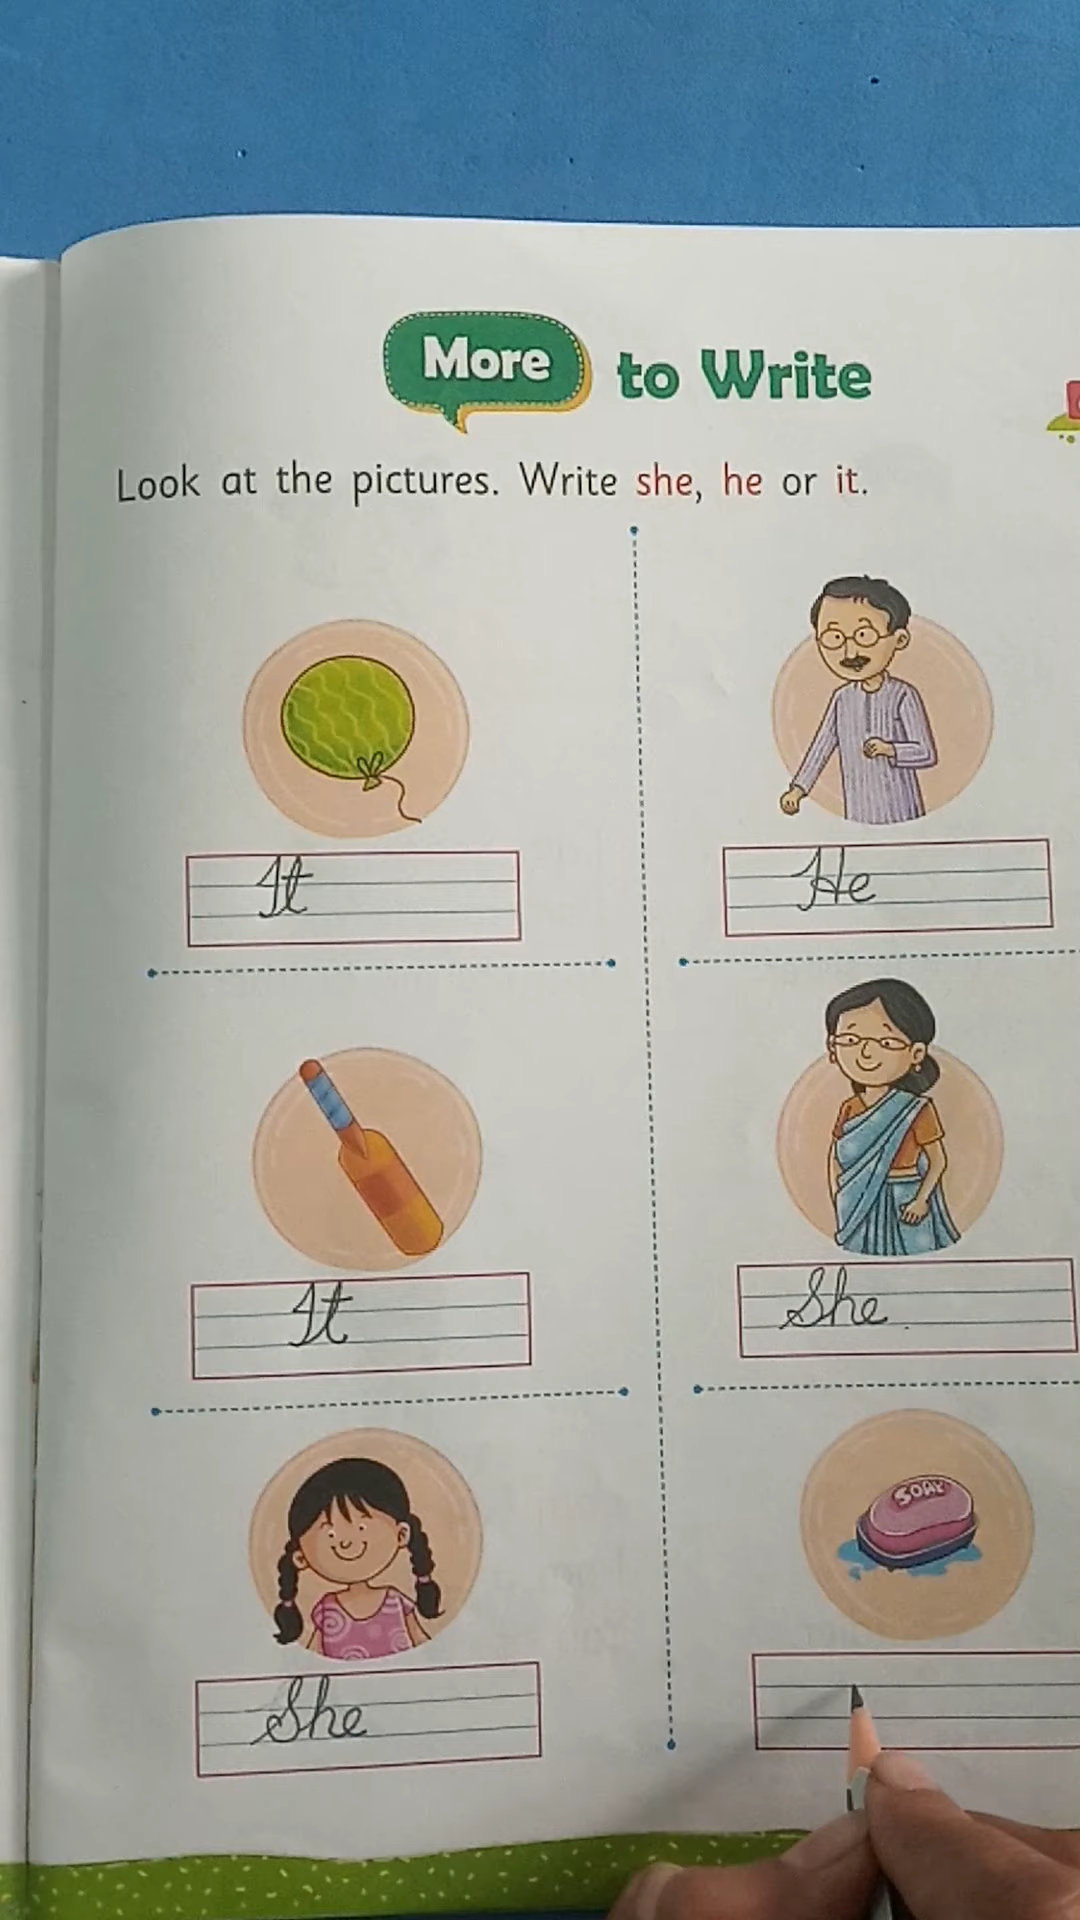 More to Write
Look at the pictures. Write she, he or it.
It
He
It
She
SOAP
She